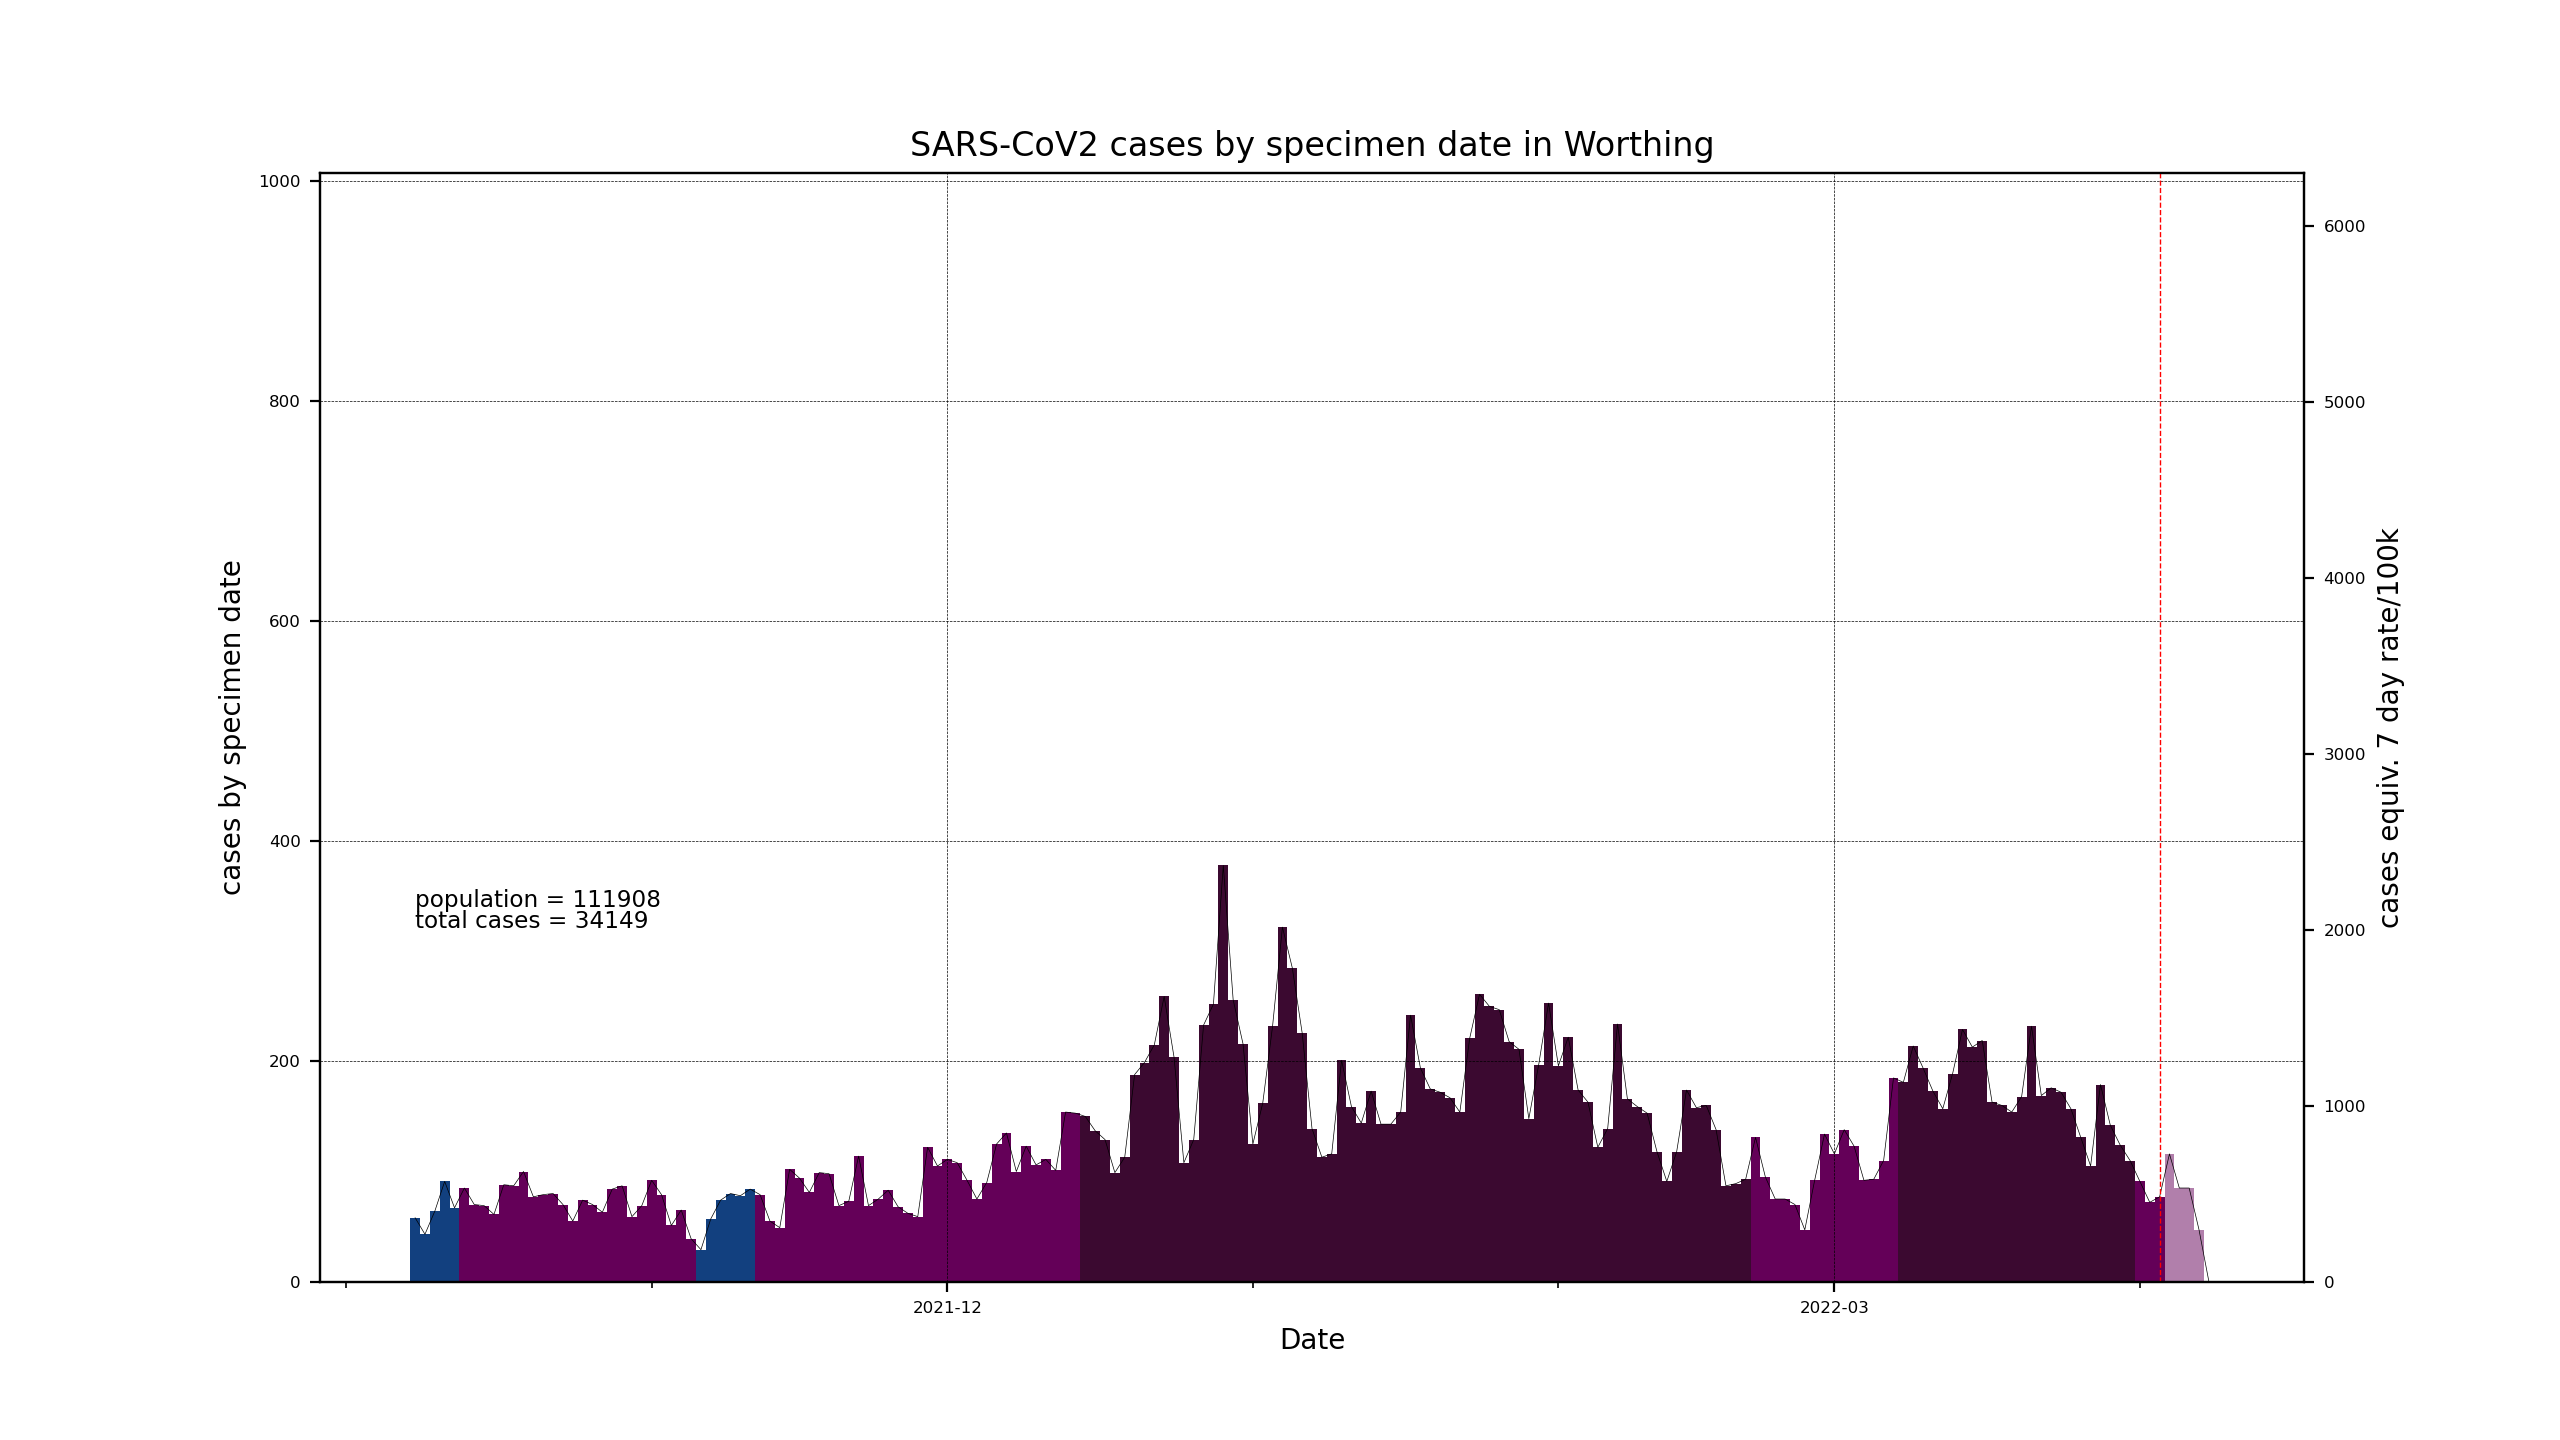 SARS-CoV2 cases by specimen date in Worthing
1000
800
600
400
200
0
cases by specimen date
population = 111908
total cases = 34149
6000
5000
4000
3000
2000
1000
0
cases equiv. 7 day rate/100k
2021-12
2022-03
Date